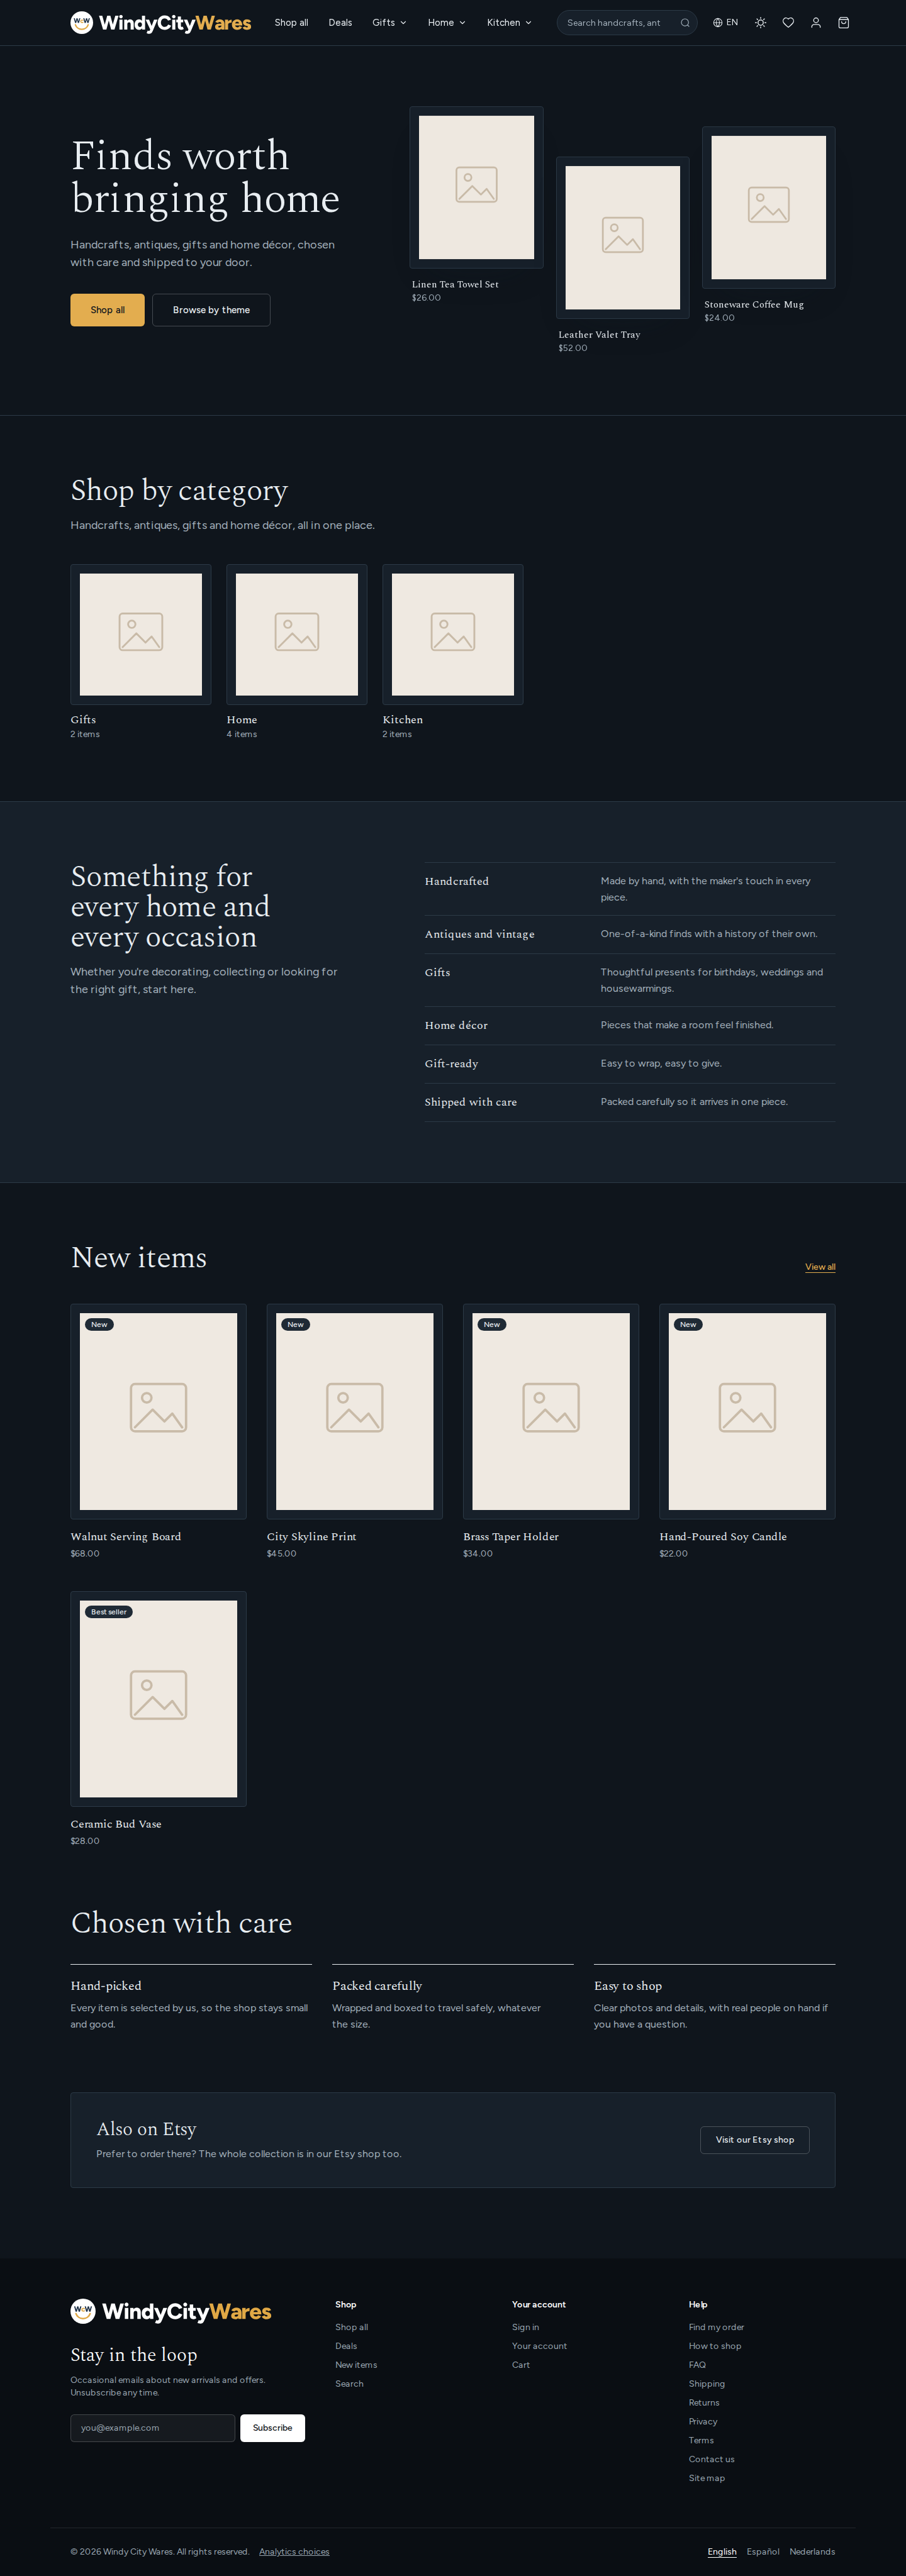 WindyCityWares
Shop all
Deals
Gifts
Home
Kitchen
Search handcrafts, ant
EN
Finds worth
bringing home
Handcrafts, antiques, gifts and home décor, chosen
with care and shipped to your door.
Shop all
Browse by theme
Linen Tea Towel Set
$26.00
Leather Valet Tray
$52.00
Stoneware Coffee Mug
$24.00
Shop by category
Handcrafts, antiques, gifts and home décor, all in one place.
Gifts
2 items
Home
4 items
Kitchen
2 items
Something for
every home and
every occasion
Whether you're decorating, collecting or looking for
the right gift, start here.
Handcrafted
Made by hand, with the maker's touch in every
piece.
Antiques and vintage
One-of-a-kind finds with a history of their own.
Gifts
Thoughtful presents for birthdays, weddings and
housewarmings.
Home décor
Pieces that make a room feel finished.
Gift-ready
Easy to wrap, easy to give.
Shipped with care
Packed carefully so it arrives in one piece.
New items
View all
New
Walnut Serving Board
$68.00
New
City Skyline Print
$45.00
New
Brass Taper Holder
$34.00
New
Hand-Poured Soy Candle
$22.00
Best seller
Ceramic Bud Vase
$28.00
Chosen with care
Hand-picked
Every item is selected by us, so the shop stays small
and good.
Packed carefully
Wrapped and boxed to travel safely, whatever
the size.
Easy to shop
Clear photos and details, with real people on hand if
you have a question.
Also on Etsy
Prefer to order there? The whole collection is in our Etsy shop too.
Visit our Etsy shop
WindyCityWares
Stay in the loop
Occasional emails about new arrivals and offers.
Unsubscribe any time.
you@example.com
Subscribe
Shop
Shop all
Deals
New items
Search
Your account
Sign in
Your account
Cart
Help
Find my order
How to shop
FAQ
Shipping
Returns
Privacy
Terms
Contact us
Site map
© 2026 Windy City Wares. All rights reserved.
Analytics choices
English
Español
Nederlands